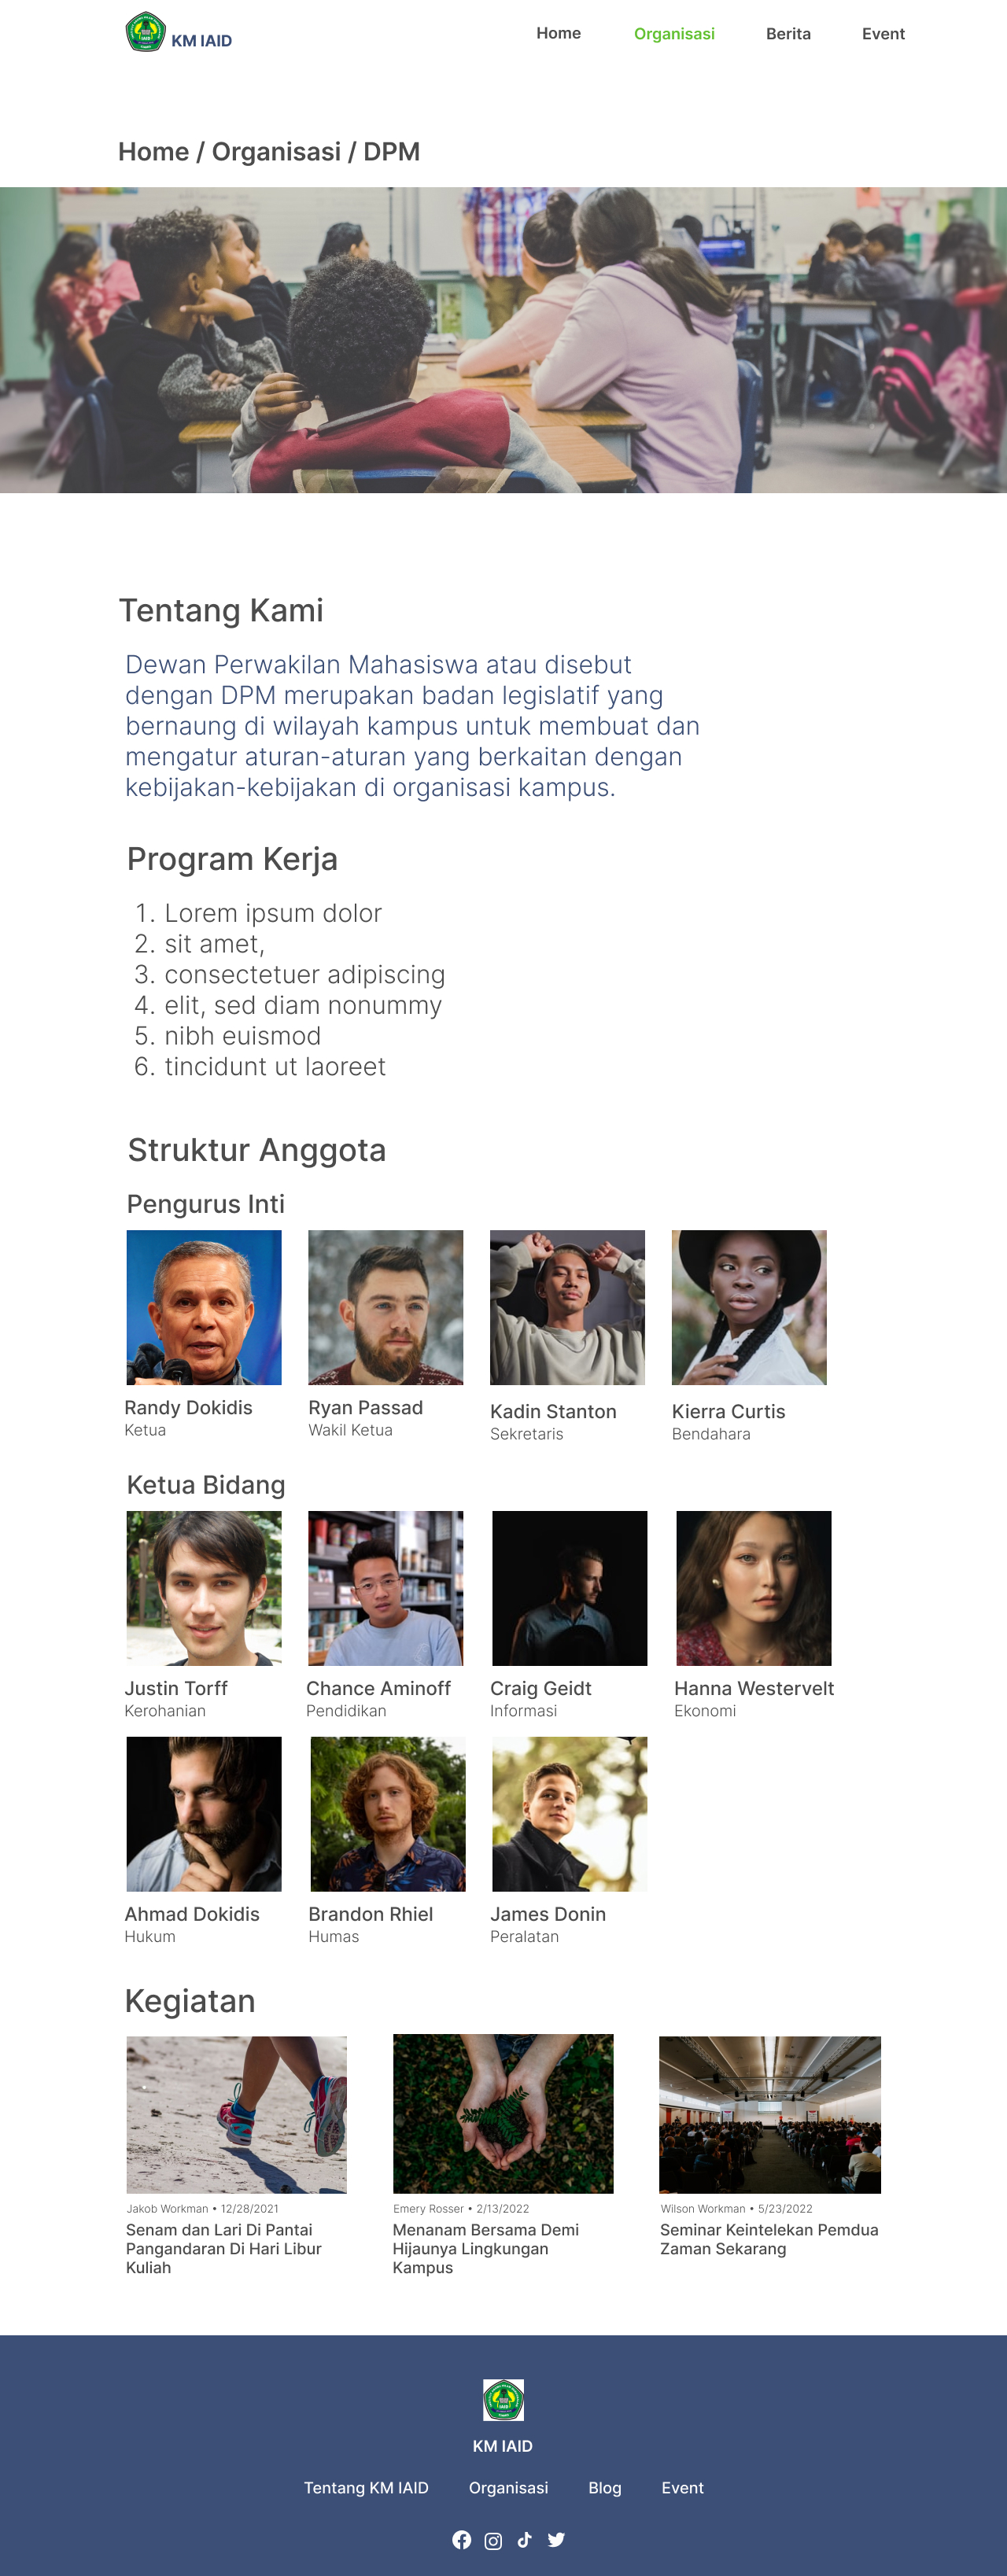 KM IAID
Home Organisasi Berita Event
Home / Organisasi / DPM
Tentang Kami
Dewan Perwakilan Mahasiswa atau disebut
dengan DPM merupakan badan legislatif yang
bernaung di wilayah kampus untuk membuat dan
mengatur aturan-aturan yang berkaitan dengan
kebijakan-kebijakan di organisasi kampus.
Program Kerja
1. Lorem ipsum dolor
2. sit amet,
3. consectetuer adipiscing
4. elit, sed diam nonummy
5. nibh euismod
6. tincidunt ut laoreet
Struktur Anggota
Pengurus Inti
Randy Dokidis
Ketua
Ryan Passad
Wakil Ketua
Kadin Stanton
Sekretaris
Kierra Curtis
Bendahara
Ketua Bidang
Justin Torff
Kerohanian
Chance Aminoff
Pendidikan
Craig Geidt
Informasi
Hanna Westervelt
Ekonomi
Ahmad Dokidis
Hukum
Brandon Rhiel
Humas
James Donin
Peralatan
Kegiatan
Jakob Workman • 12/28/2021
Senam dan Lari Di Pantai
Pangandaran Di Hari Libur
Kuliah
Emery Rosser • 2/13/2022
Menanam Bersama Demi
Hijaunya Lingkungan
Kampus
Wilson Workman • 5/23/2022
Seminar Keintelekan Pemdua
Zaman Sekarang
KM IAID
Tentang KM IAID Organisasi Blog Event